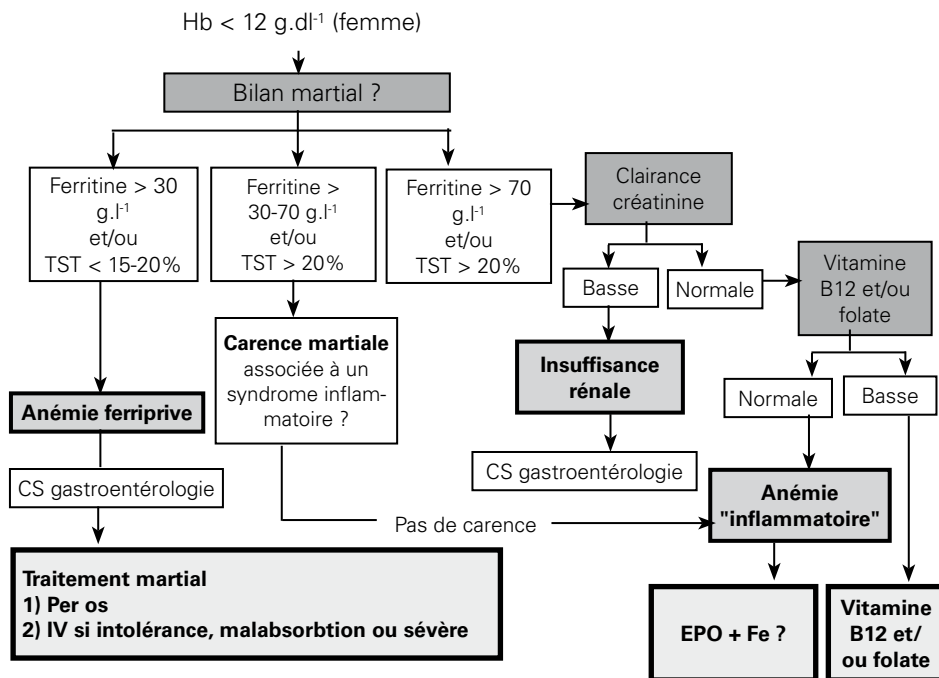 Hb < 12 g.dl⁻¹ (femme)
Bilan martial ?
Ferritine > 30
g.l⁻¹
et/ou
TST < 15-20%
Ferritine >
30-70 g.l⁻¹
et/ou
TST > 20%
Ferritine > 70
g.l⁻¹
et/ou
TST > 20%
Clairance
créatinine
Basse
Normale
Vitamine
B12 et/ou
folate
Carence martiale
associée à un
syndrome inflam-
matoire ?
Insuffisance
rénale
Normale
Basse
Anémie ferriprive
CS gastroentérologie
CS gastroentérologie
Pas de carence
Anémie
"inflammatoire"
Traitement martial
1) Per os
2) IV si intolérance, malabsorbtion ou sévère
EPO + Fe ?
Vitamine
B12 et/
ou folate